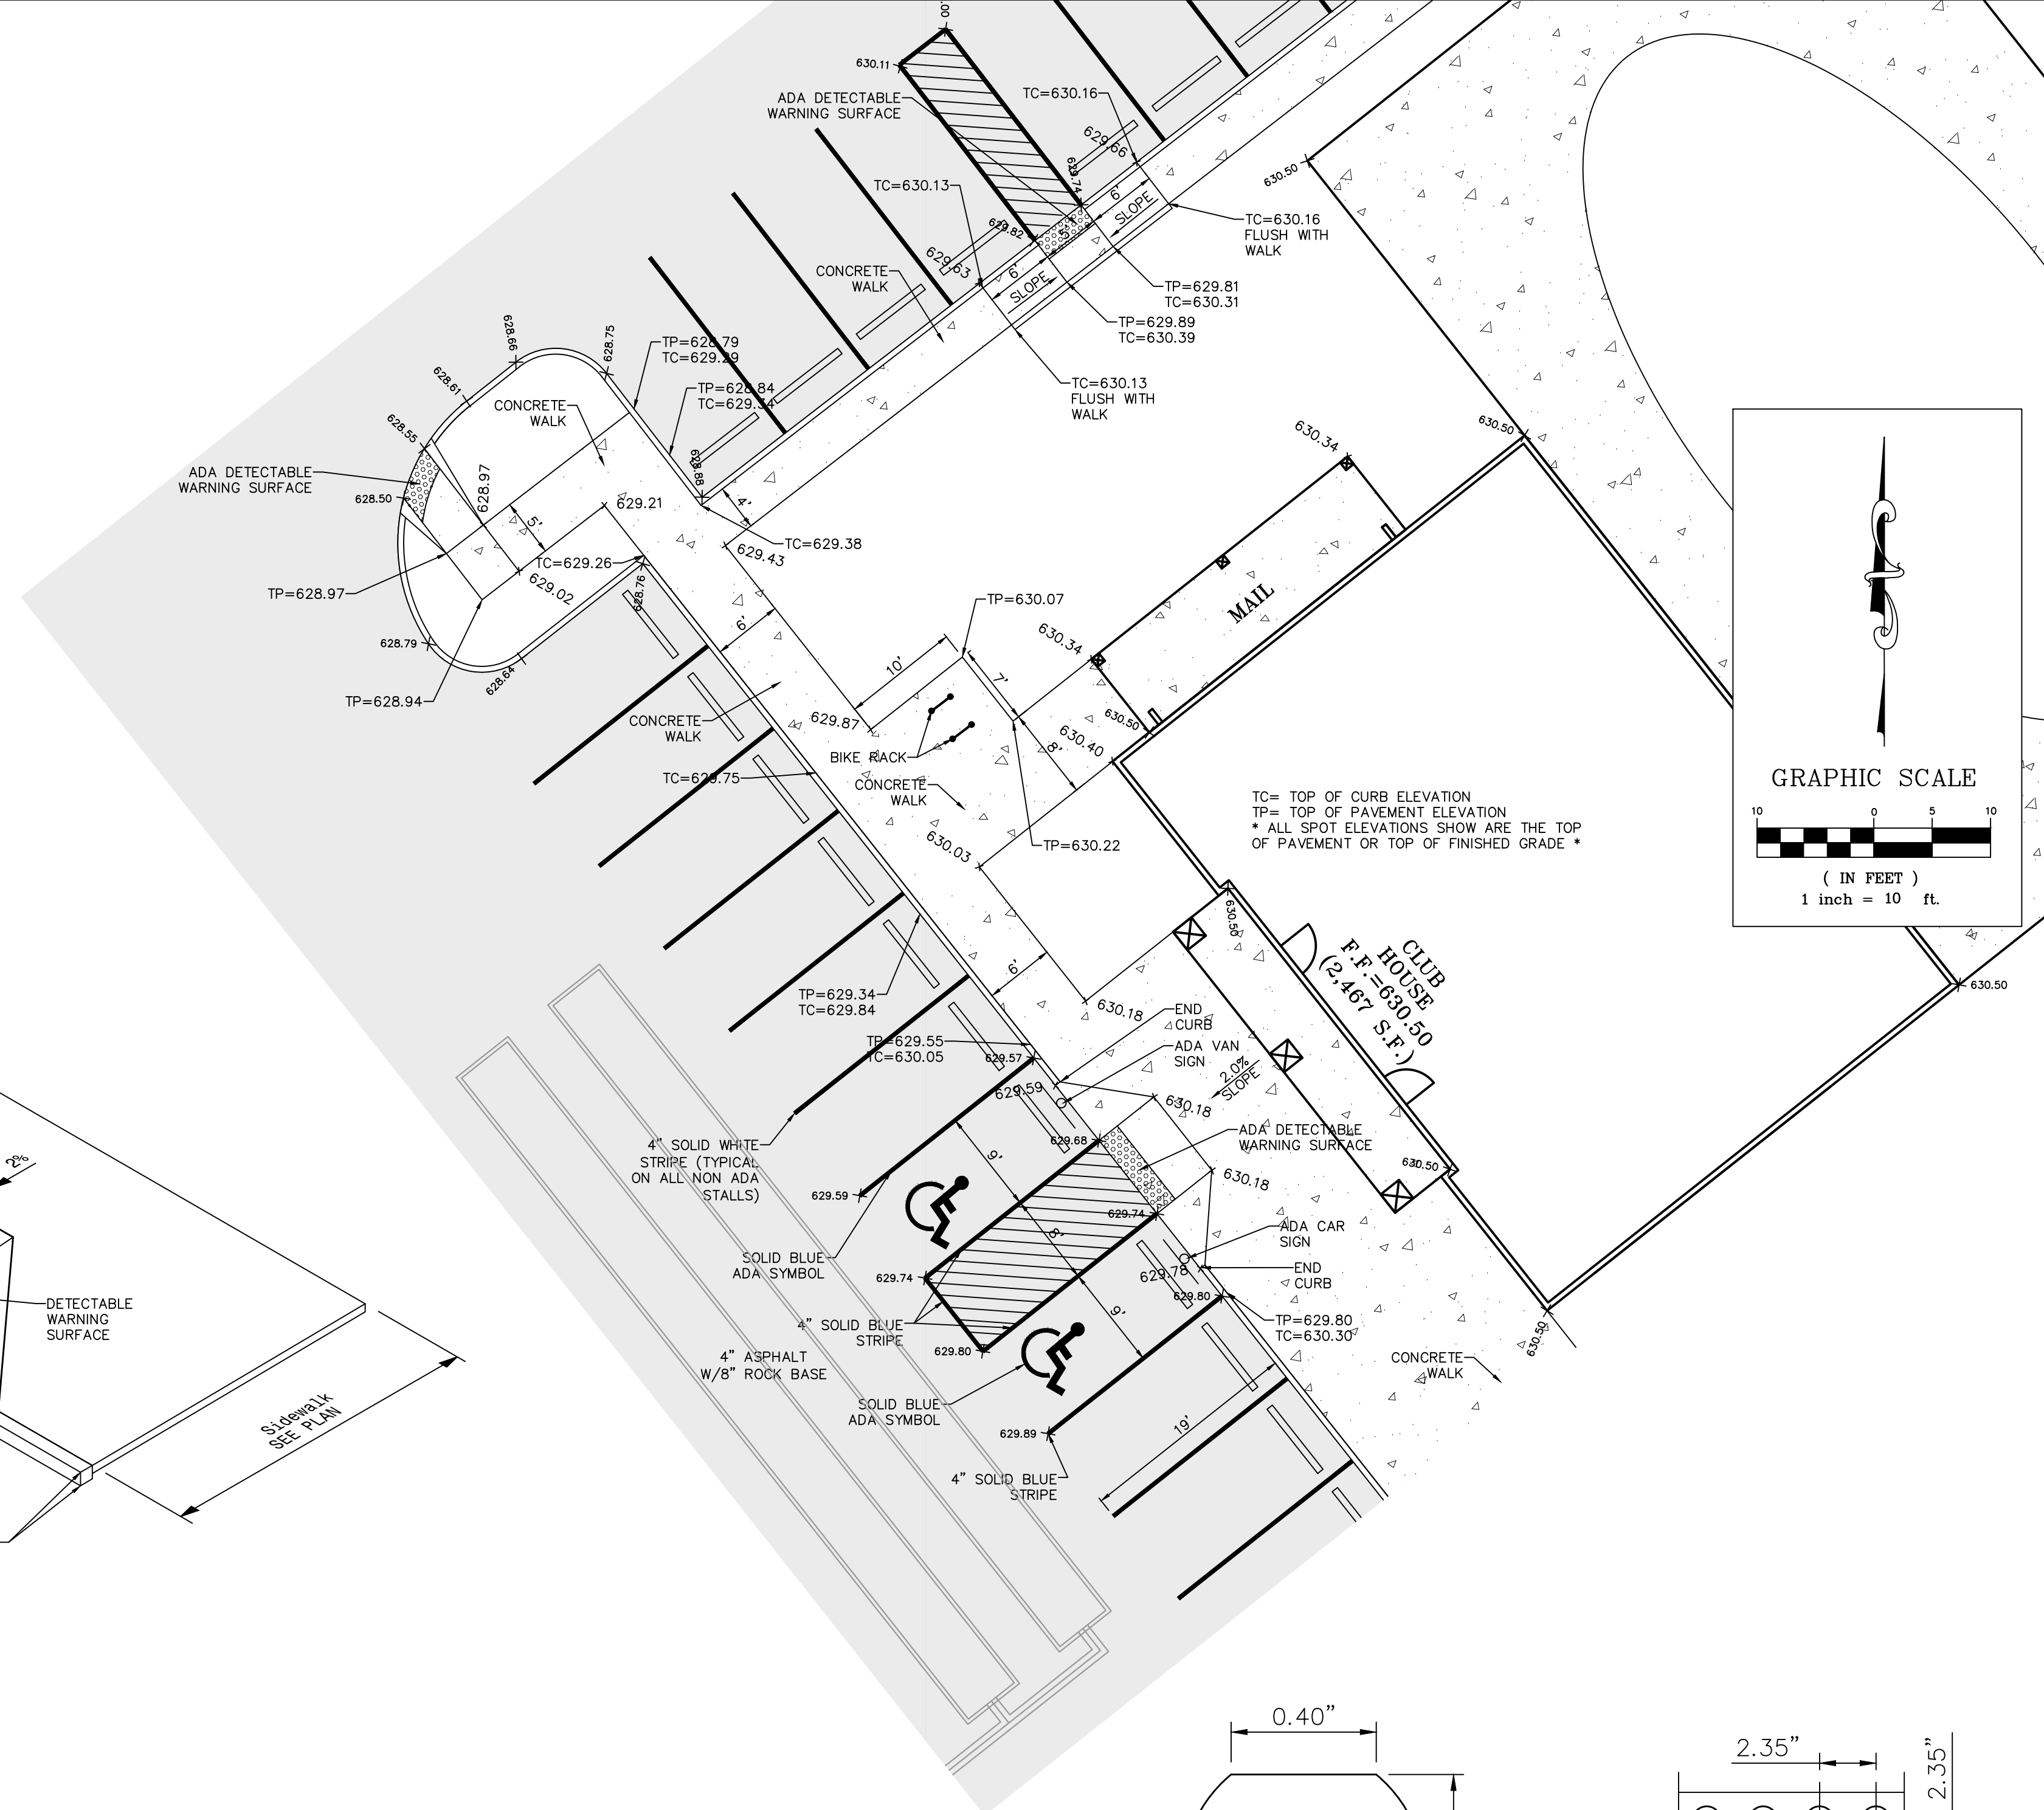 .00
630.11
ADA DETECTABLE
WARNING SURFACE
TC=630.16
629.66
629.74
6'
SLOPE
TC=630.13
629.82
5'
629.63
6'
SLOPE
TC=630.16
FLUSH WITH
WALK
630.50
CONCRETE
WALK
TP=629.81
TC=630.31
TP=629.89
TC=630.39
TC=630.13
FLUSH WITH
WALK
628.66
628.75
TP=628.79
TC=629.29
TP=628.84
TC=629.34
628.61
CONCRETE
WALK
628.55
ADA DETECTABLE
WARNING SURFACE
628.50
628.97
628.88
629.21
4'
5'
TC=629.38
629.43
TC=629.26
629.02
628.76
TP=628.97
628.79
628.64
TP=628.94
630.34
630.50
MAIL
6'
TP=630.07
10'
7'
630.34
630.50
CONCRETE
WALK
629.87
BIKE RACK
8'
630.40
TC=629.75
CONCRETE
WALK
630.03
TP=630.22
TC= TOP OF CURB ELEVATION
TP= TOP OF PAVEMENT ELEVATION
* ALL SPOT ELEVATIONS SHOW ARE THE TOP
OF PAVEMENT OR TOP OF FINISHED GRADE *
GRAPHIC SCALE
10 0 5 10
( IN FEET )
1 inch = 10 ft.
630.50
CLUB
HOUSE
F.F.=630.50
(2,467 S.F.)
630.50
6'
TP=629.34
TC=629.84
630.18
END
CURB
TP=629.55
TC=630.05
629.57
ADA VAN
SIGN
2.0%
SLOPE
629.59
630.18
629.68
ADA DETECTABLE
WARNING SURFACE
4" SOLID WHITE
STRIPE (TYPICAL
ON ALL NON ADA
STALLS)
9'
629.59
630.50
630.18
629.74
8'
ADA CAR
SIGN
SOLID BLUE
ADA SYMBOL
629.74
629.78
END
CURB
629.80
9'
TP=629.80
TC=630.30
4" SOLID BLUE
STRIPE
629.80
630.50
4" ASPHALT
W/8" ROCK BASE
CONCRETE
WALK
SOLID BLUE
ADA SYMBOL
629.89
19'
4" SOLID BLUE
STRIPE
2%
DETECTABLE
WARNING
SURFACE
Sidewalk
SEE PLAN
0.40"
2.35"
2.35"